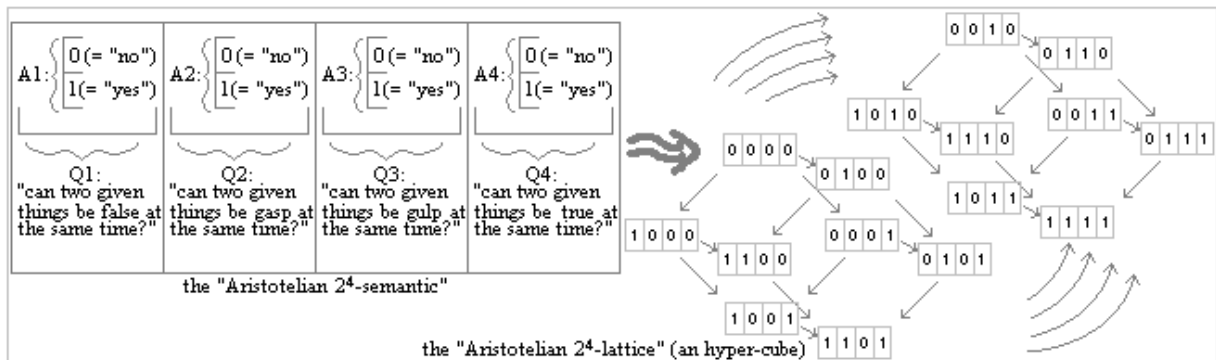 A1: 0 (= "no") 1 (= "yes")
A2: 0 (= "no") 1 (= "yes")
A3: 0 (= "no") 1 (= "yes")
A4: 0 (= "no") 1 (= "yes")
Q1:
"can two given
things be false at
the same time?"
Q2:
"can two given
things be gasp at
the same time?"
Q3:
"can two given
things be gulp at
the same time?"
Q4:
"can two given
things be true at
the same time?"
the "Aristotelian 2⁴-semantic"
0 0 1 0
0 1 1 0
1 0 1 0
0 0 1 1
1 1 1 0
0 1 1 1
0 0 0 0
0 1 0 0
1 0 1 1
1 1 1 1
1 0 0 0
0 0 0 1
1 1 0 0
0 1 0 1
1 0 0 1
1 1 0 1
the "Aristotelian 2⁴-lattice" (an hyper-cube)